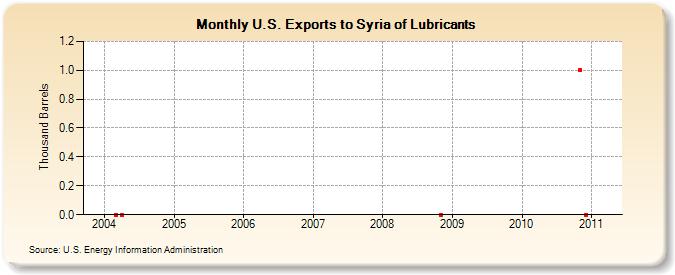 Monthly U.S. Exports to Syria of Lubricants
Thousand Barrels
1.2
1.0
0.8
0.6
0.4
0.2
0.0
2004 2005 2006 2007 2008 2009 2010 2011
Source: U.S. Energy Information Administration